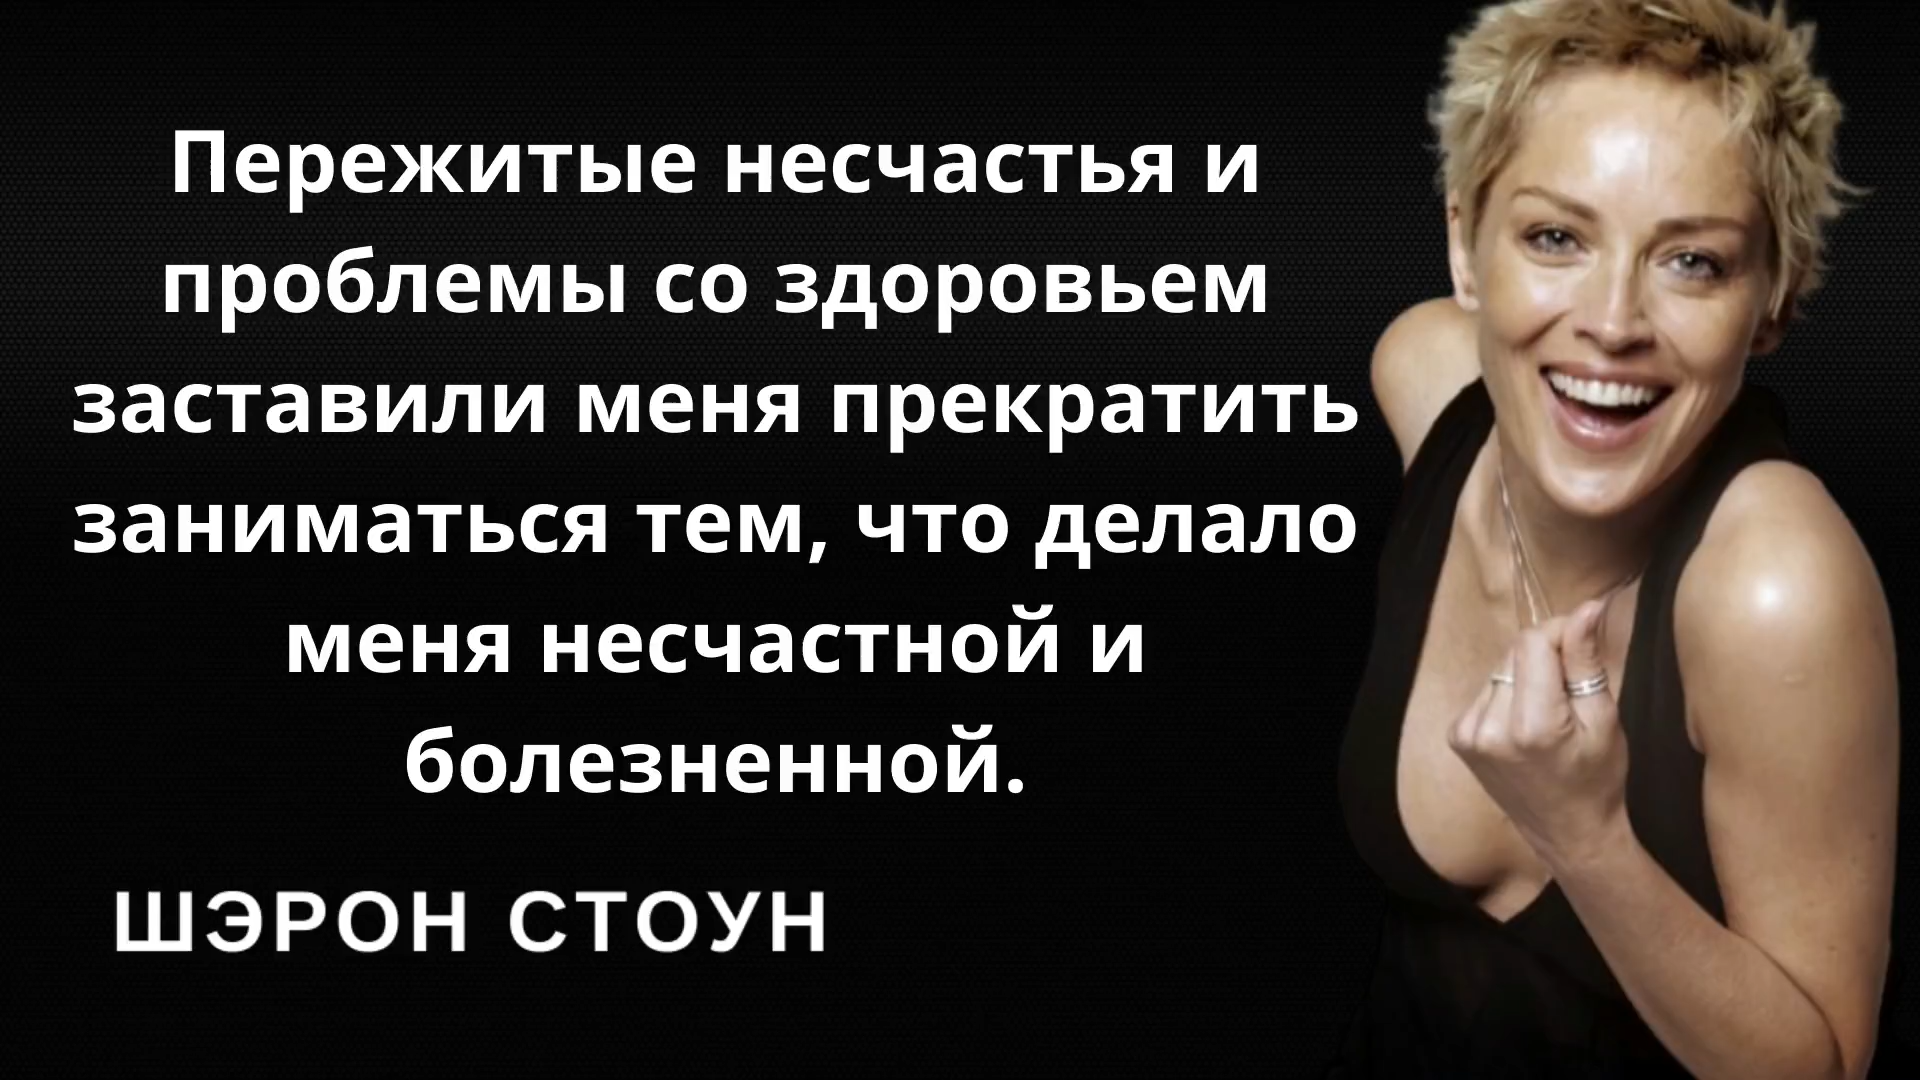 Пережитые несчастья и
проблемы со здоровьем
заставили меня прекратить
заниматься тем, что делало
меня несчастной и
болезненной.
ШЭРОН СТОУН